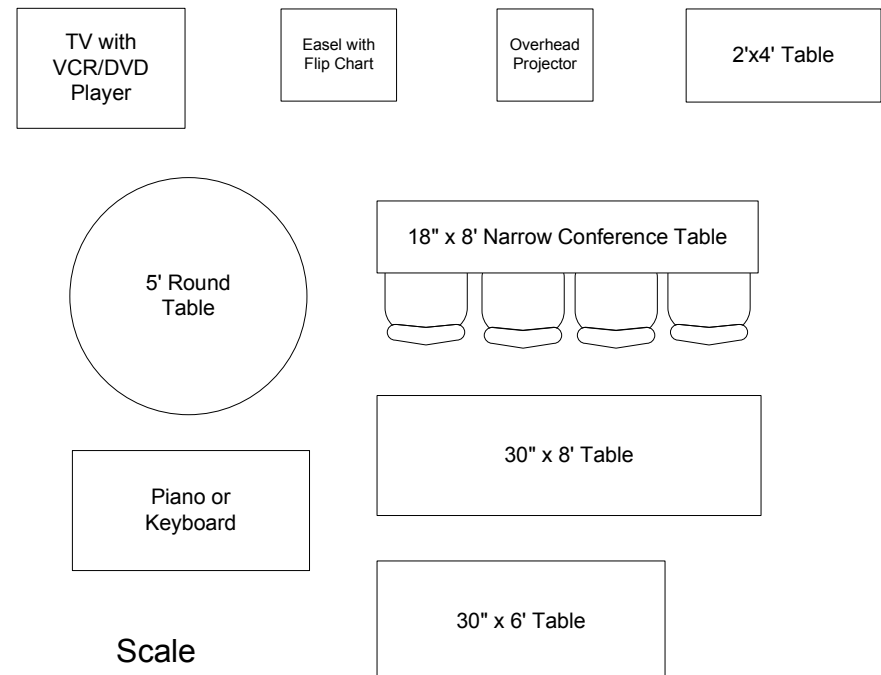 TV with
VCR/DVD
Player
Easel with
Flip Chart
Overhead
Projector
2'x4' Table
5' Round
Table
18" x 8' Narrow Conference Table
30" x 8' Table
Piano or
Keyboard
30" x 6' Table
Scale